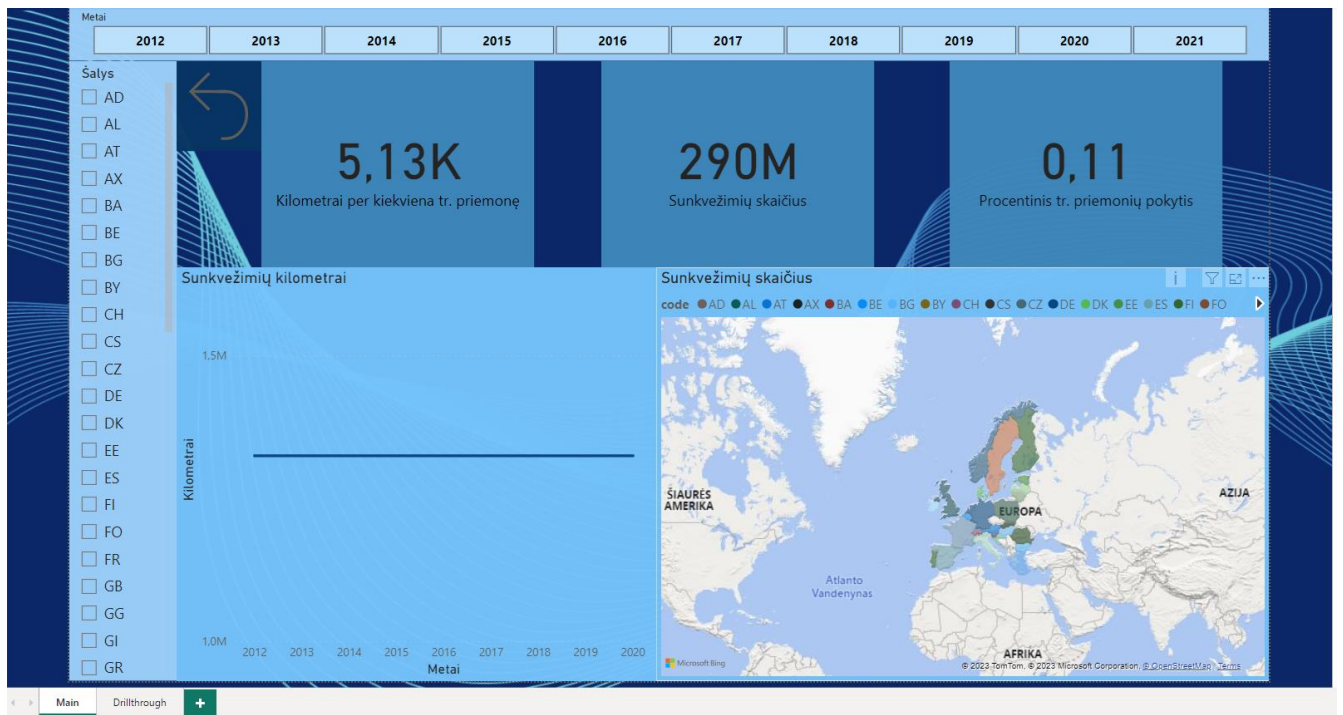 Metai
2012 2013 2014 2015 2016 2017 2018 2019 2020 2021
Šalys
AD
AL
AT
AX
BA
BE
BG
BY
CH
CS
CZ
DE
DK
EE
ES
FI
FO
FR
GB
GG
GI
GR
5,13K
Kilometrai per kiekviena tr. priemonę
290M
Sunkvežimių skaičius
0,11
Procentinis tr. priemonių pokytis
Sunkvežimių kilometrai
1.5M
Kilometrai
1.0M
2012 2013 2014 2015 2016 2017 2018 2019 2020
Metai
Sunkvežimių skaičius
code AD AL AT AX BA BE BG BY CH CS CZ DE DK EE ES FI FO
ŠIAURĖS
AMERIKA
EUROPA
AZIJA
Atlanto
Vandenynas
AFRIKA
Microsoft Bing
© 2023 TomTom, © 2023 Microsoft Corporation, © OpenStreetMap Terms
Main Drillthrough +